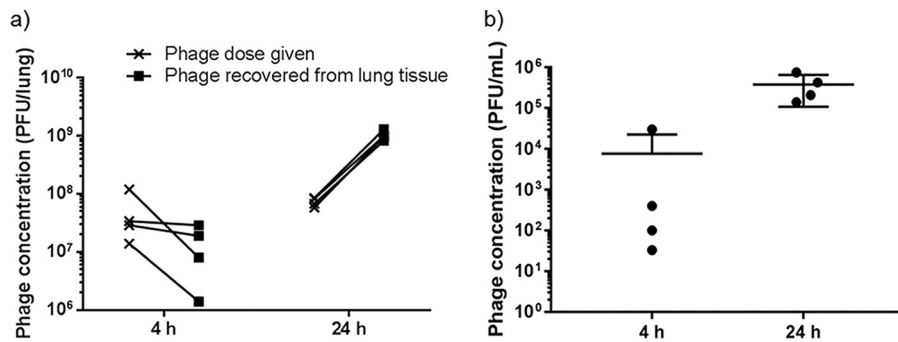 a)
Phage concentration (PFU/lung)
Phage dose given
Phage recovered from lung tissue
10^10
10^9
10^8
10^7
10^6
4 h
24 h
b)
Phage concentration (PFU/mL)
10^6
10^5
10^4
10^3
10^2
10^1
10^0
4 h
24 h